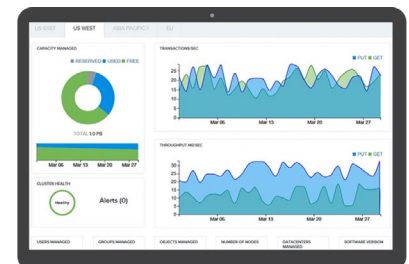 US EAST
US WEST
ASIA PACIFIC 1
EU
CAPACITY MANAGED
RESERVED USED FREE
TOTAL 1.0 PB
Mar 06 Mar 13 Mar 20 Mar 27
CLUSTER HEALTH
Healthy
Alerts (0)
TRANSACTIONS/SEC
PUT GET
25
20
15
10
5
0
Mar 06 Mar 13 Mar 20 Mar 27
THROUGHPUT MB/SEC
PUT GET
30
25
20
15
10
5
0
Mar 06 Mar 13 Mar 20 Mar 27
USERS MANAGED
GROUPS MANAGED
OBJECTS MANAGED
NUMBER OF NODES
DATACENTERS
MANAGED
SOFTWARE VERSION